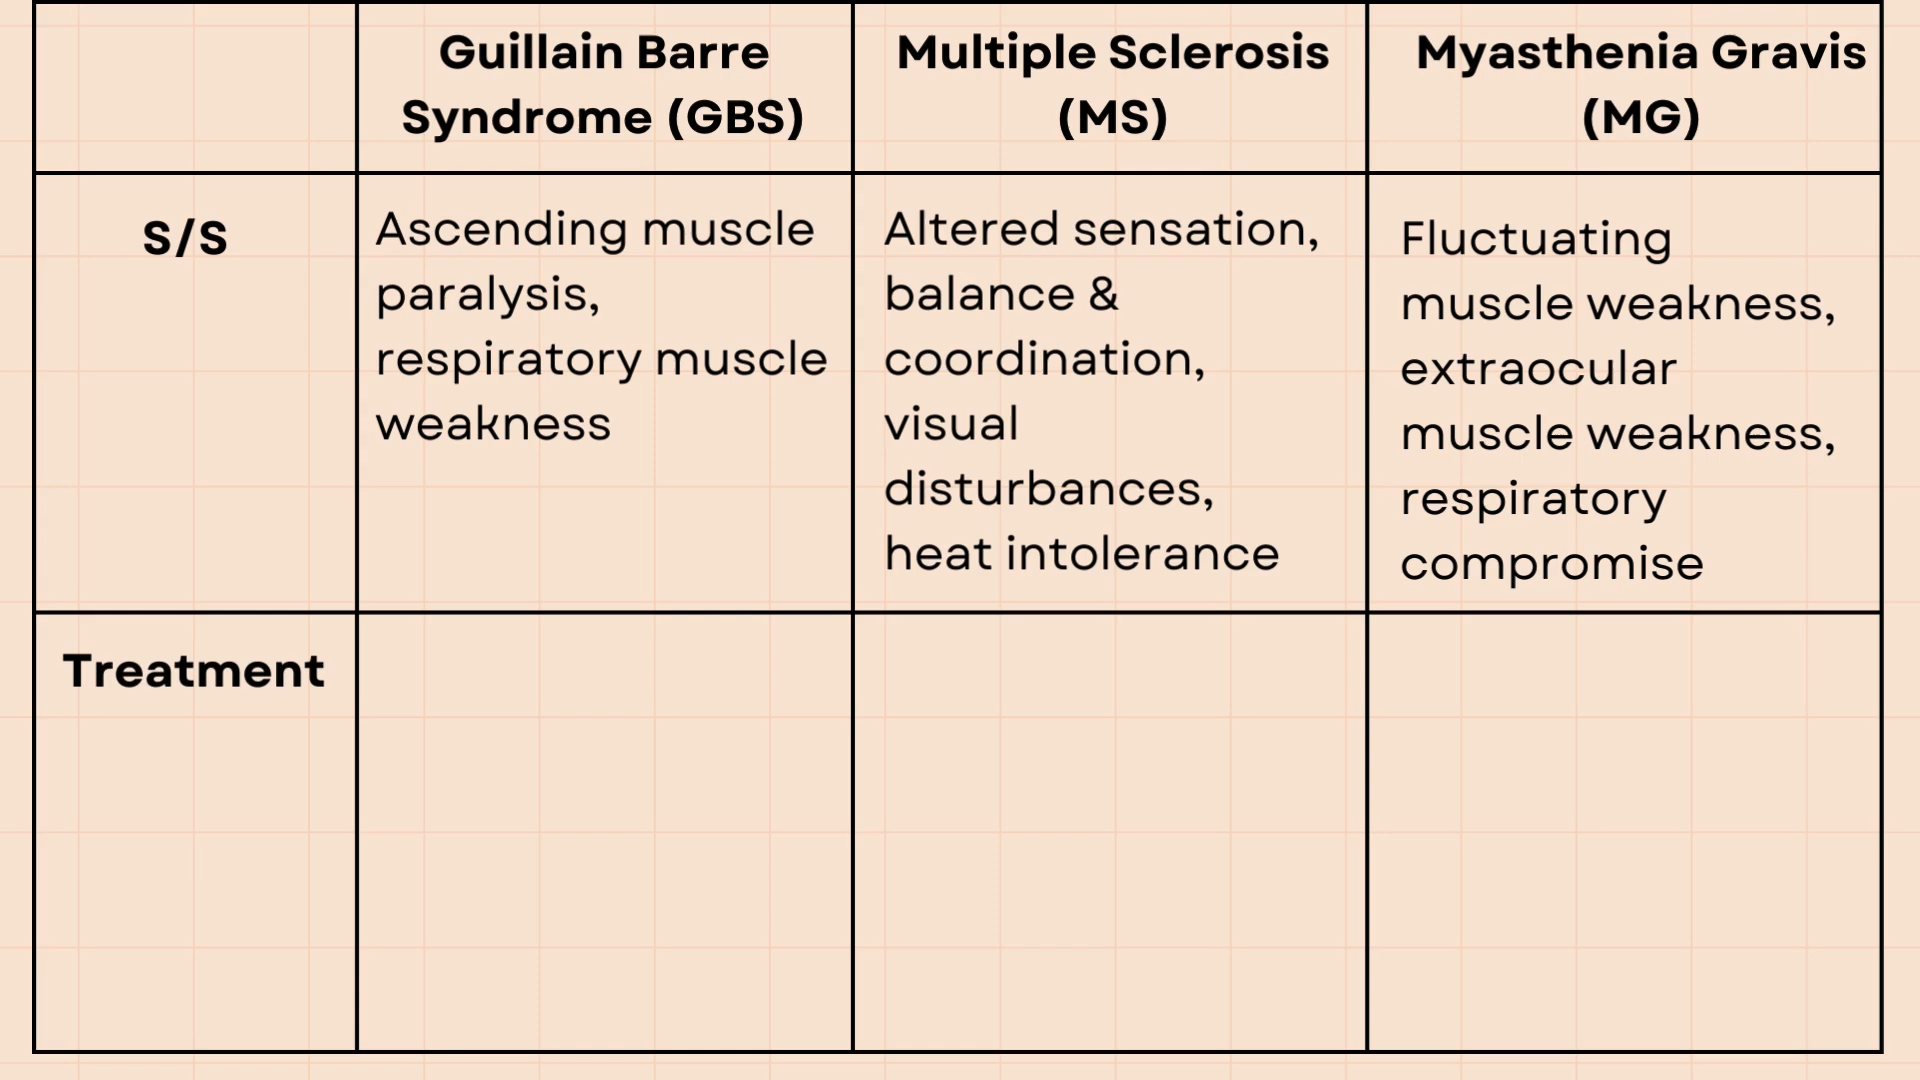 Guillain Barre
Syndrome (GBS)
Multiple Sclerosis
(MS)
Myasthenia Gravis
(MG)
S/S
Ascending muscle
paralysis,
respiratory muscle
weakness
Altered sensation,
balance &
coordination,
visual
disturbances,
heat intolerance
Fluctuating
muscle weakness,
extraocular
muscle weakness,
respiratory
compromise
Treatment